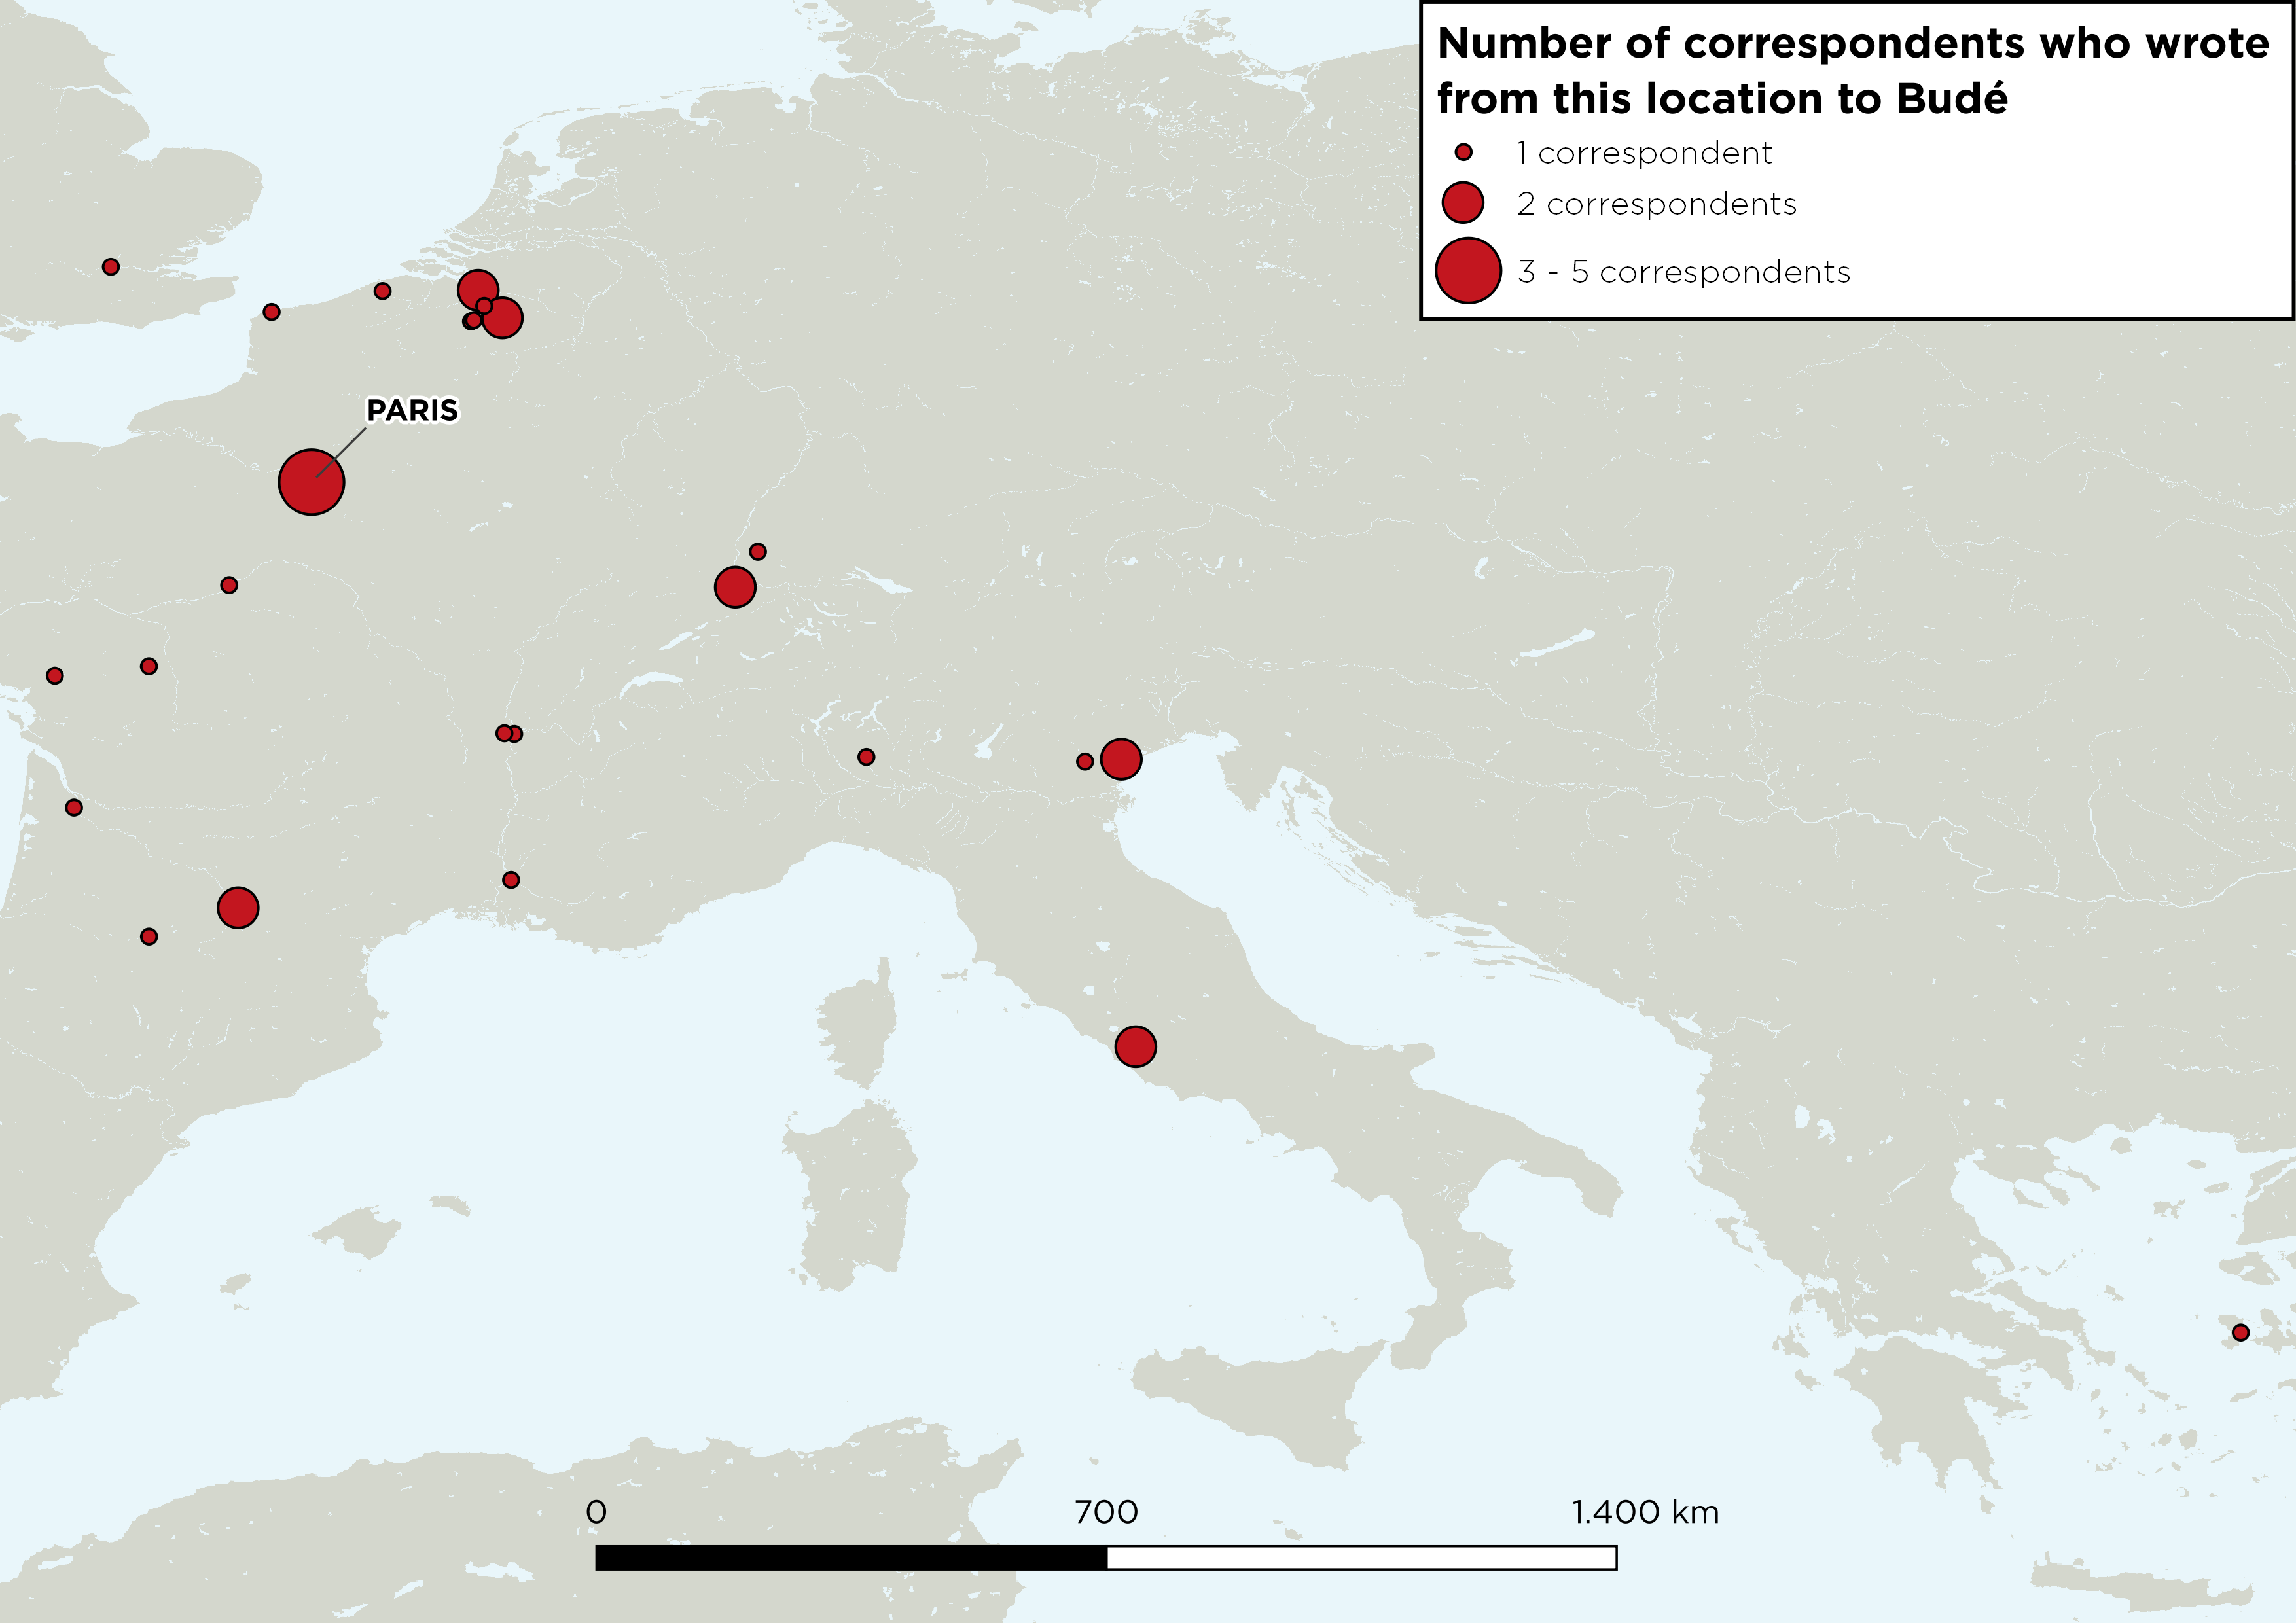 Number of correspondents who wrote
from this location to Budé
1 correspondent
2 correspondents
3 - 5 correspondents
PARIS
0 700 1.400 km